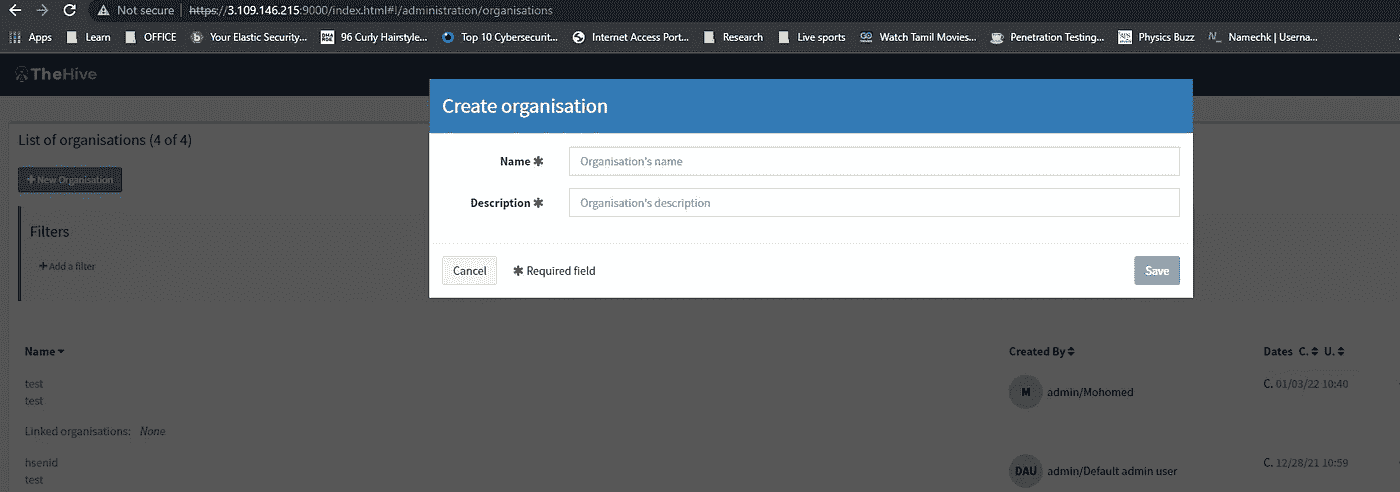 Not secure https://3.109.146.215:9000/index.html#!/administration/organisations
Apps Learn OFFICE Your Elastic Security... 96 Curly Hairstyle... Top 10 Cybersecurit... Internet Access Port... Research Live sports Watch Tamil Movies... Penetration Testing... Physics Buzz Namechk | Userna...
TheHive
Create organisation
List of organisations (4 of 4)
Name ✱ Organisation's name
+ New Organisation
Description ✱ Organisation's description
Filters
+ Add a filter
Cancel ✱ Required field Save
Name Created By Dates C. U.
test
test
M admin/Mohomed
C. 01/03/22 10:40
Linked organisations: None
hsenid
test
DAU admin/Default admin user
C. 12/28/21 10:59